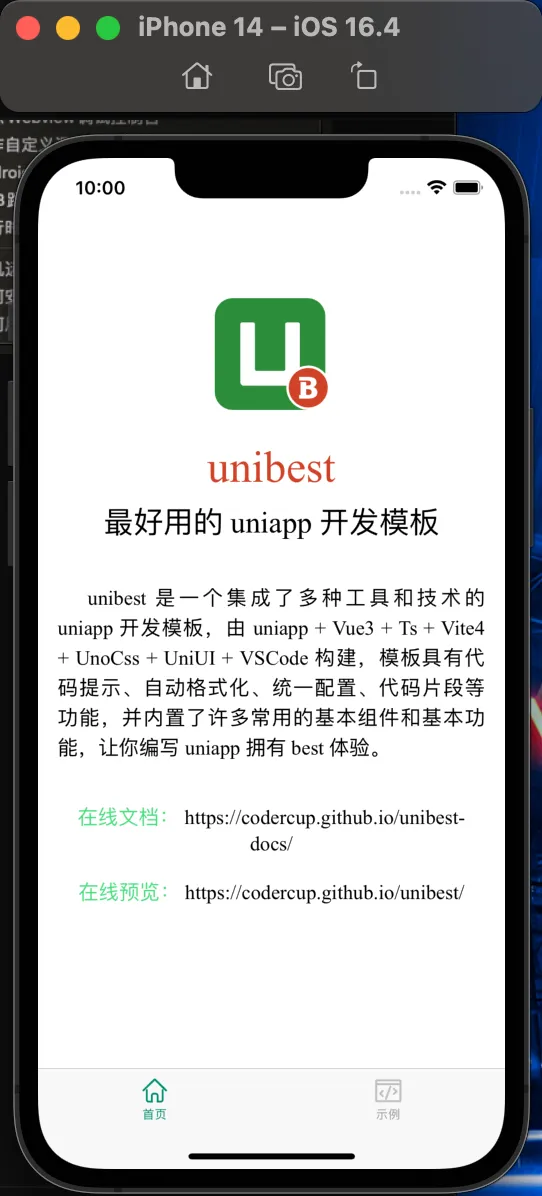 iPhone 14 – iOS 16.4
10:00
U
B
unibest
最好用的 uniapp 开发模板
unibest 是一个集成了多种工具和技术的
uniapp 开发模板，由 uniapp + Vue3 + Ts + Vite4
+ UnoCss + UniUI + VSCode 构建，模板具有代
码提示、自动格式化、统一配置、代码片段等
功能，并内置了许多常用的基本组件和基本功
能，让你编写 uniapp 拥有 best 体验。
在线文档： https://codercup.github.io/unibest-
docs/
在线预览： https://codercup.github.io/unibest/
首页
示例